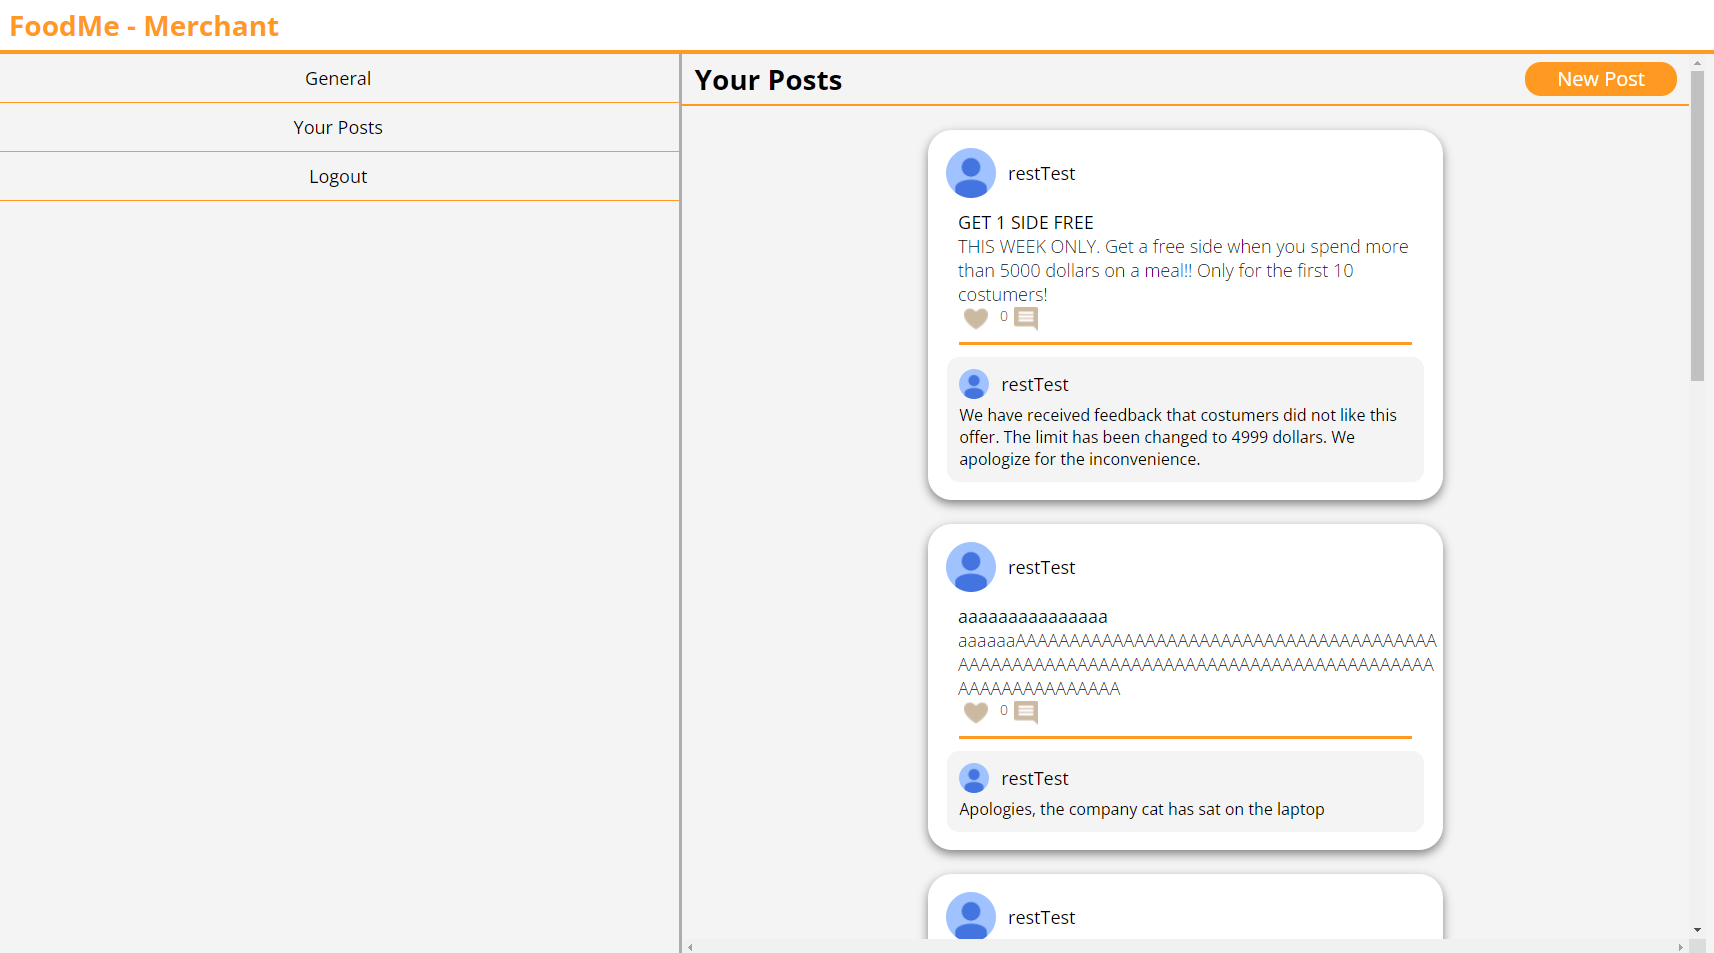 FoodMe - Merchant
General
Your Posts
Logout
Your Posts
New Post
restTest
GET 1 SIDE FREE
THIS WEEK ONLY. Get a free side when you spend more
than 5000 dollars on a meal!! Only for the first 10
costumers!
0
restTest
We have received feedback that costumers did not like this
offer. The limit has been changed to 4999 dollars. We
apologize for the inconvenience.
restTest
aaaaaaaaaaaaaaa
aaaaaaAAAAAAAAAAAAAAAAAAAAAAAAAAAAAAAAAAAAAAA
AAAAAAAAAAAAAAAAAAAAAAAAAAAAAAAAAAAAAAAAAAAA
AAAAAAAAAAAAAAA
0
restTest
Apologies, the company cat has sat on the laptop
restTest